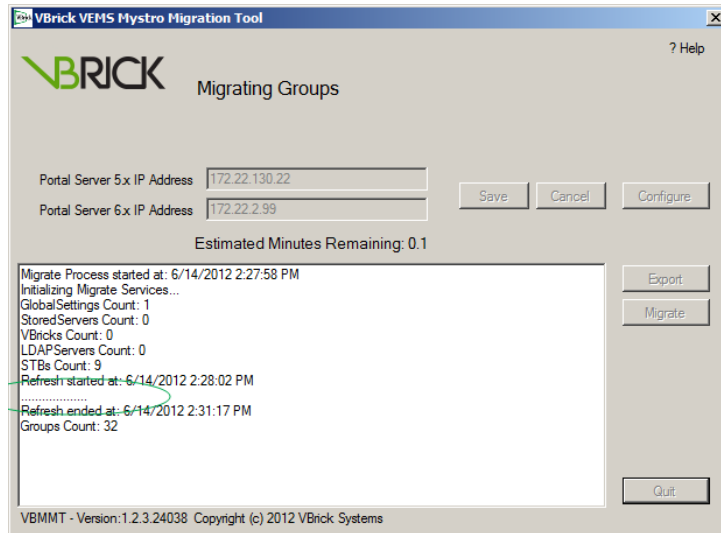 VBrick VEMS Mystro Migration Tool
? Help
VBRICK
Migrating Groups
Portal Server 5.x IP Address 172.22.130.22
Save Cancel Configure
Portal Server 6.x IP Address 172.22.2.99
Estimated Minutes Remaining: 0.1
Migrate Process started at: 6/14/2012 2:27:58 PM
Initializing Migrate Services...
GlobalSettings Count: 1
StoredServers Count: 0
VBricks Count: 0
LDAPServers Count: 0
STBs Count: 9
Refresh started at: 6/14/2012 2:28:02 PM
...................
Refresh ended at: 6/14/2012 2:31:17 PM
Groups Count: 32
Export
Migrate
Quit
VBMMT - Version:1.2.3.24038 Copyright (c) 2012 VBrick Systems